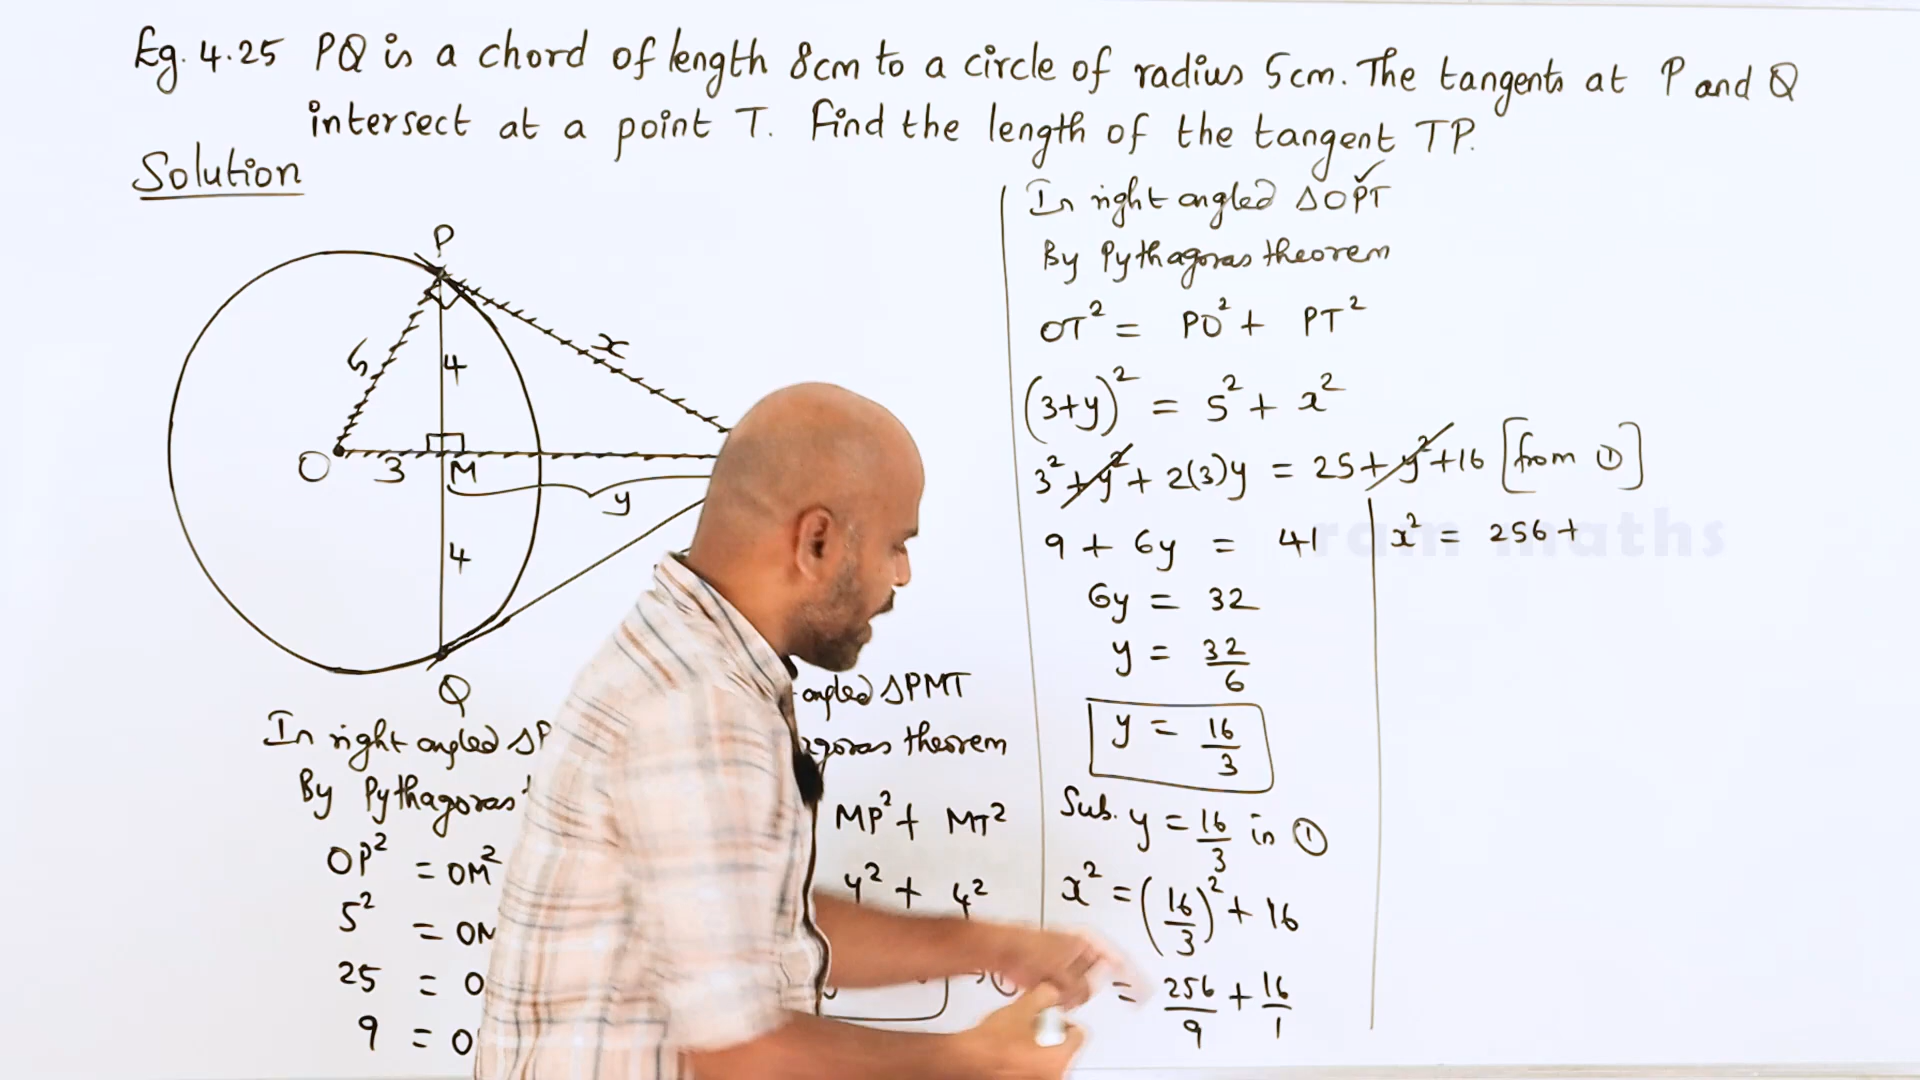 Eg. 4.25 PQ is a chord of length 8cm to a circle of radius 5cm. The tangents at P and Q
intersect at a point T. Find the length of the tangent TP.
Solution
P
5
4
x
O
3
M
y
4
Q
In right angled ΔP
By Pythagoras
OP² = OM²
5² = OM
25 = O
9 = O
angled ΔPMT
theorem
MP² + MT²
y² + 4²
In right angled ΔOPT ✓
By Pythagoras theorem
OT² = PO² + PT²
(3+y)² = 5² + x²
3² + y² + 2(3)y = 25 + y² + 16 [from ①]
9 + 6y = 41
6y = 32
y = 32/6
y = 16/3
Sub. y = 16/3 in ①
x² = (16/3)² + 16
= 256/9 + 16/1
x² = 256 +
ram maths